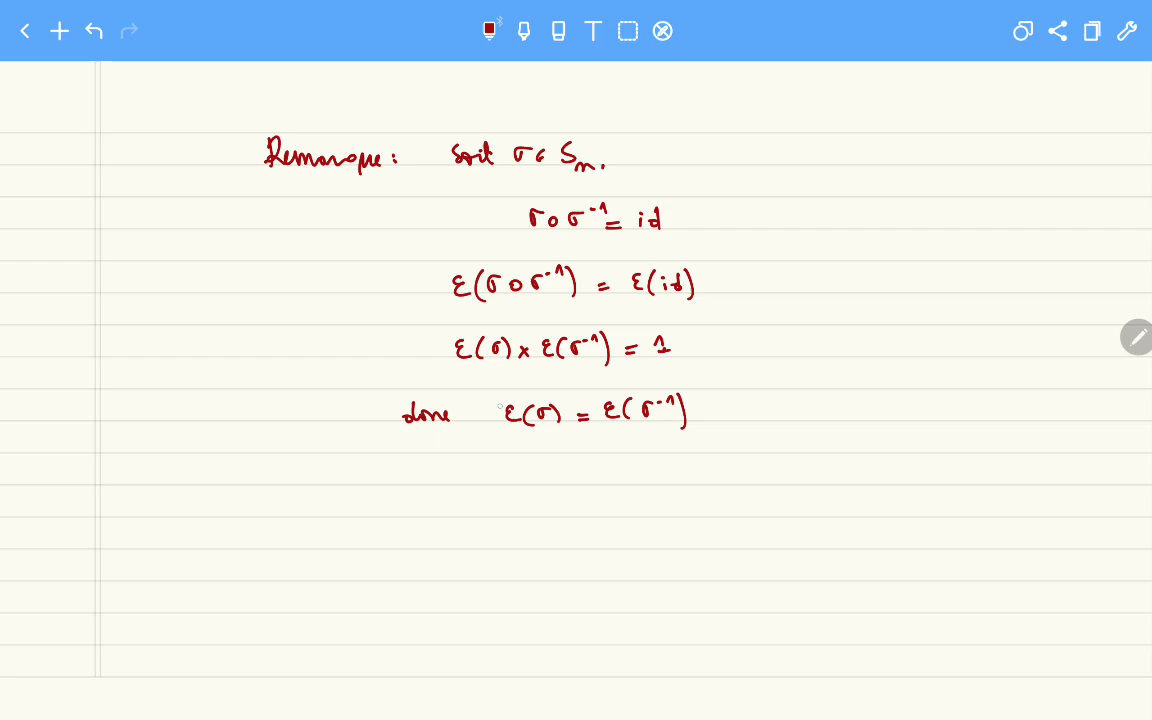 Remarque : Soit σ ∈ Sn.
σ o σ⁻¹ = id
ε(σ o σ⁻¹) = ε(id)
ε(σ) × ε(σ⁻¹) = 1
donc ε(σ) = ε(σ⁻¹)